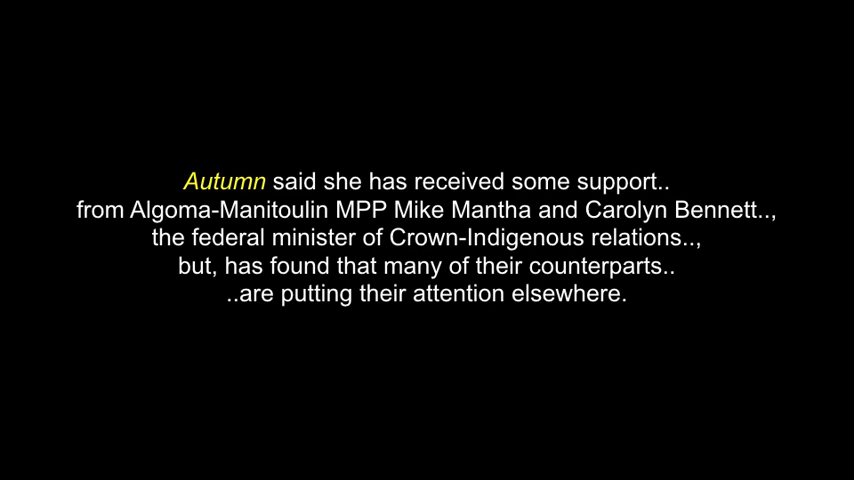 Autumn said she has received some support..
from Algoma-Manitoulin MPP Mike Mantha and Carolyn Bennett..,
the federal minister of Crown-Indigenous relations..,
but, has found that many of their counterparts..
..are putting their attention elsewhere.